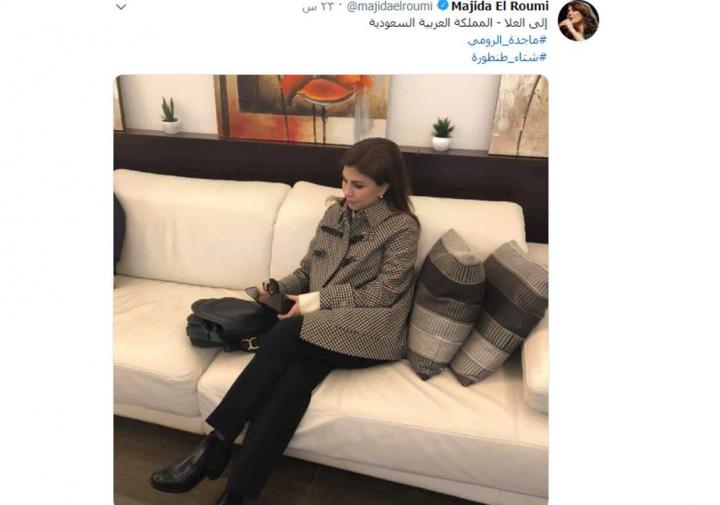 Majida El Roumi @majidaelroumi · ٢٣ س
إلى العلا - المملكة العربية السعودية
#ماجدة_الرومي
#شتاء_طنطورة